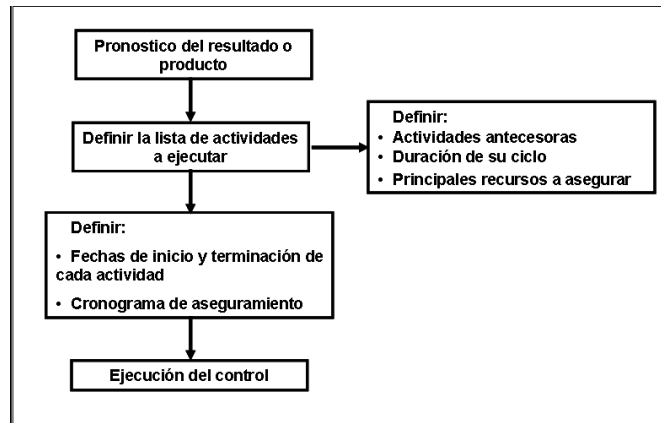 Pronostico del resultado o
producto
Definir la lista de actividades
a ejecutar
Definir:
• Actividades antecesoras
• Duración de su ciclo
• Principales recursos a asegurar
Definir:
• Fechas de inicio y terminación de
cada actividad
• Cronograma de aseguramiento
Ejecución del control